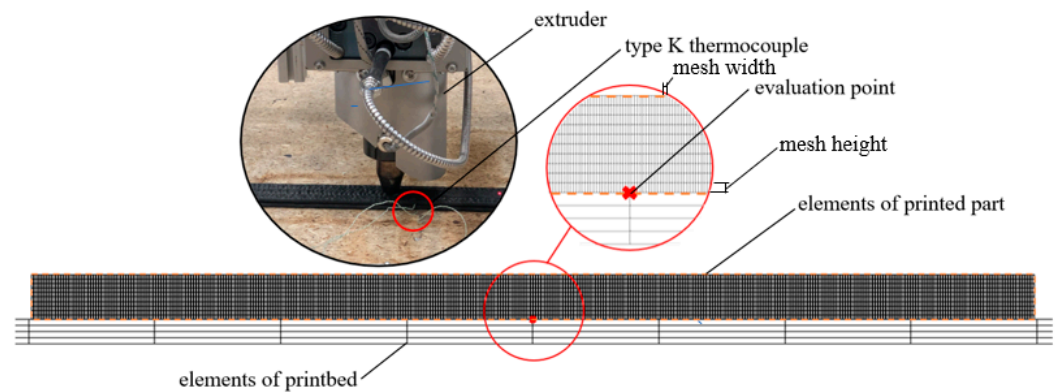 extruder
type K thermocouple
mesh width
evaluation point
mesh height
elements of printed part
elements of printbed